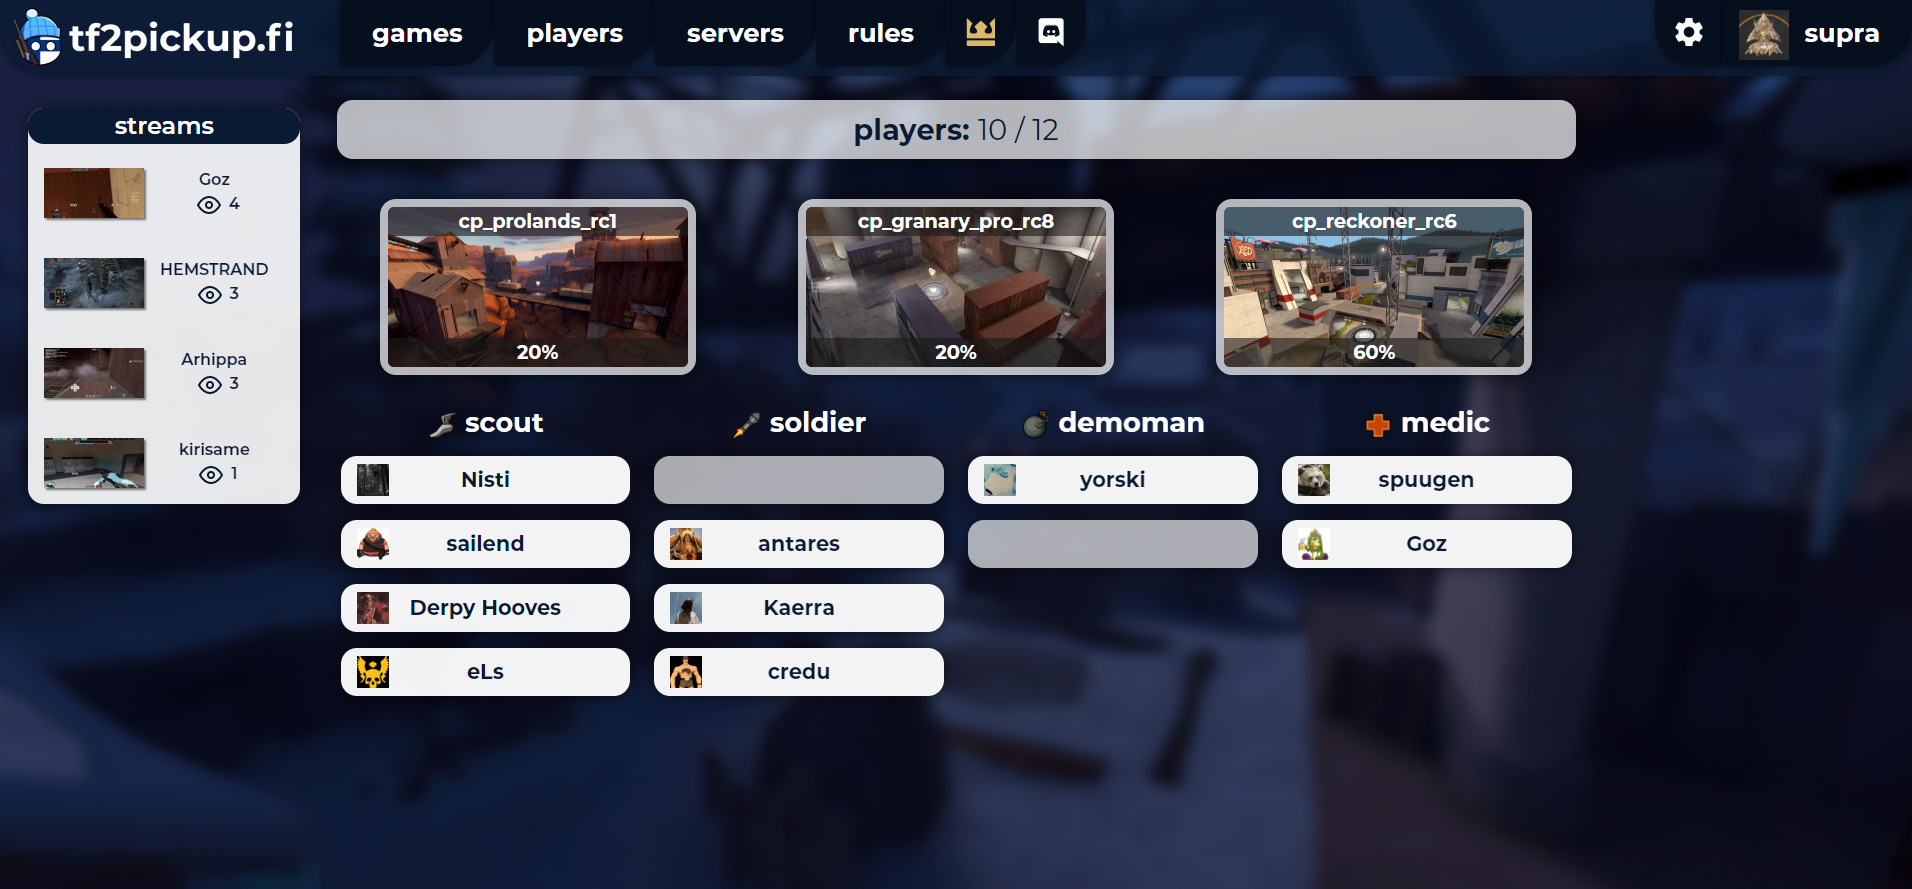 tf2pickup.fi
games
players
servers
rules
supra
streams
Goz
4
HEMSTRAND
3
Arhippa
3
kirisame
1
players: 10 / 12
cp_prolands_rc1
20%
cp_granary_pro_rc8
20%
cp_reckoner_rc6
60%
scout
Nisti
sailend
Derpy Hooves
eLs
soldier
antares
Kaerra
credu
demoman
yorski
medic
spuugen
Goz